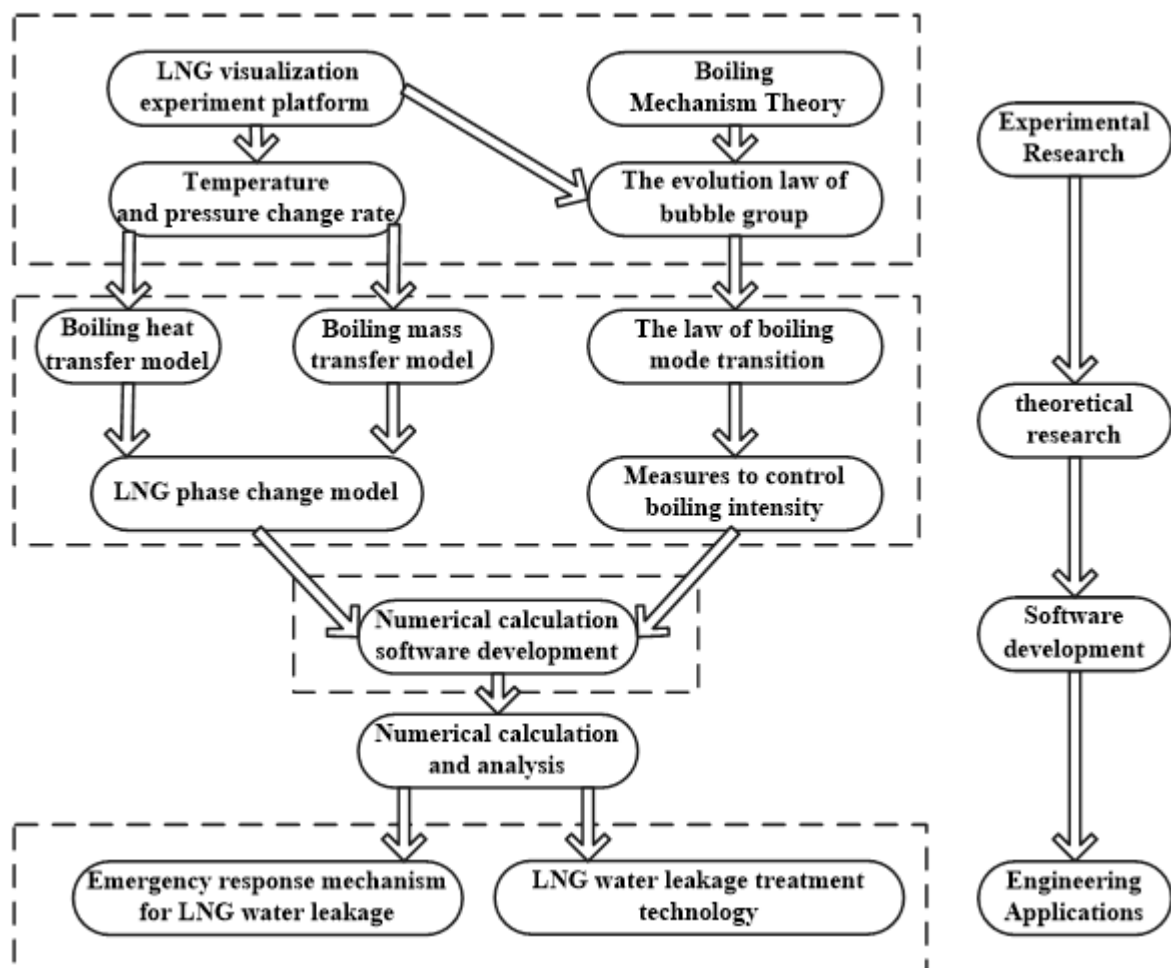 LNG visualization
experiment platform
Boiling
Mechanism Theory
Experimental
Research
Temperature
and pressure change rate
The evolution law of
bubble group
Boiling heat
transfer model
Boiling mass
transfer model
The law of boiling
mode transition
theoretical
research
LNG phase change model
Measures to control
boiling intensity
Numerical calculation
software development
Software
development
Numerical calculation
and analysis
Emergency response mechanism
for LNG water leakage
LNG water leakage treatment
technology
Engineering
Applications